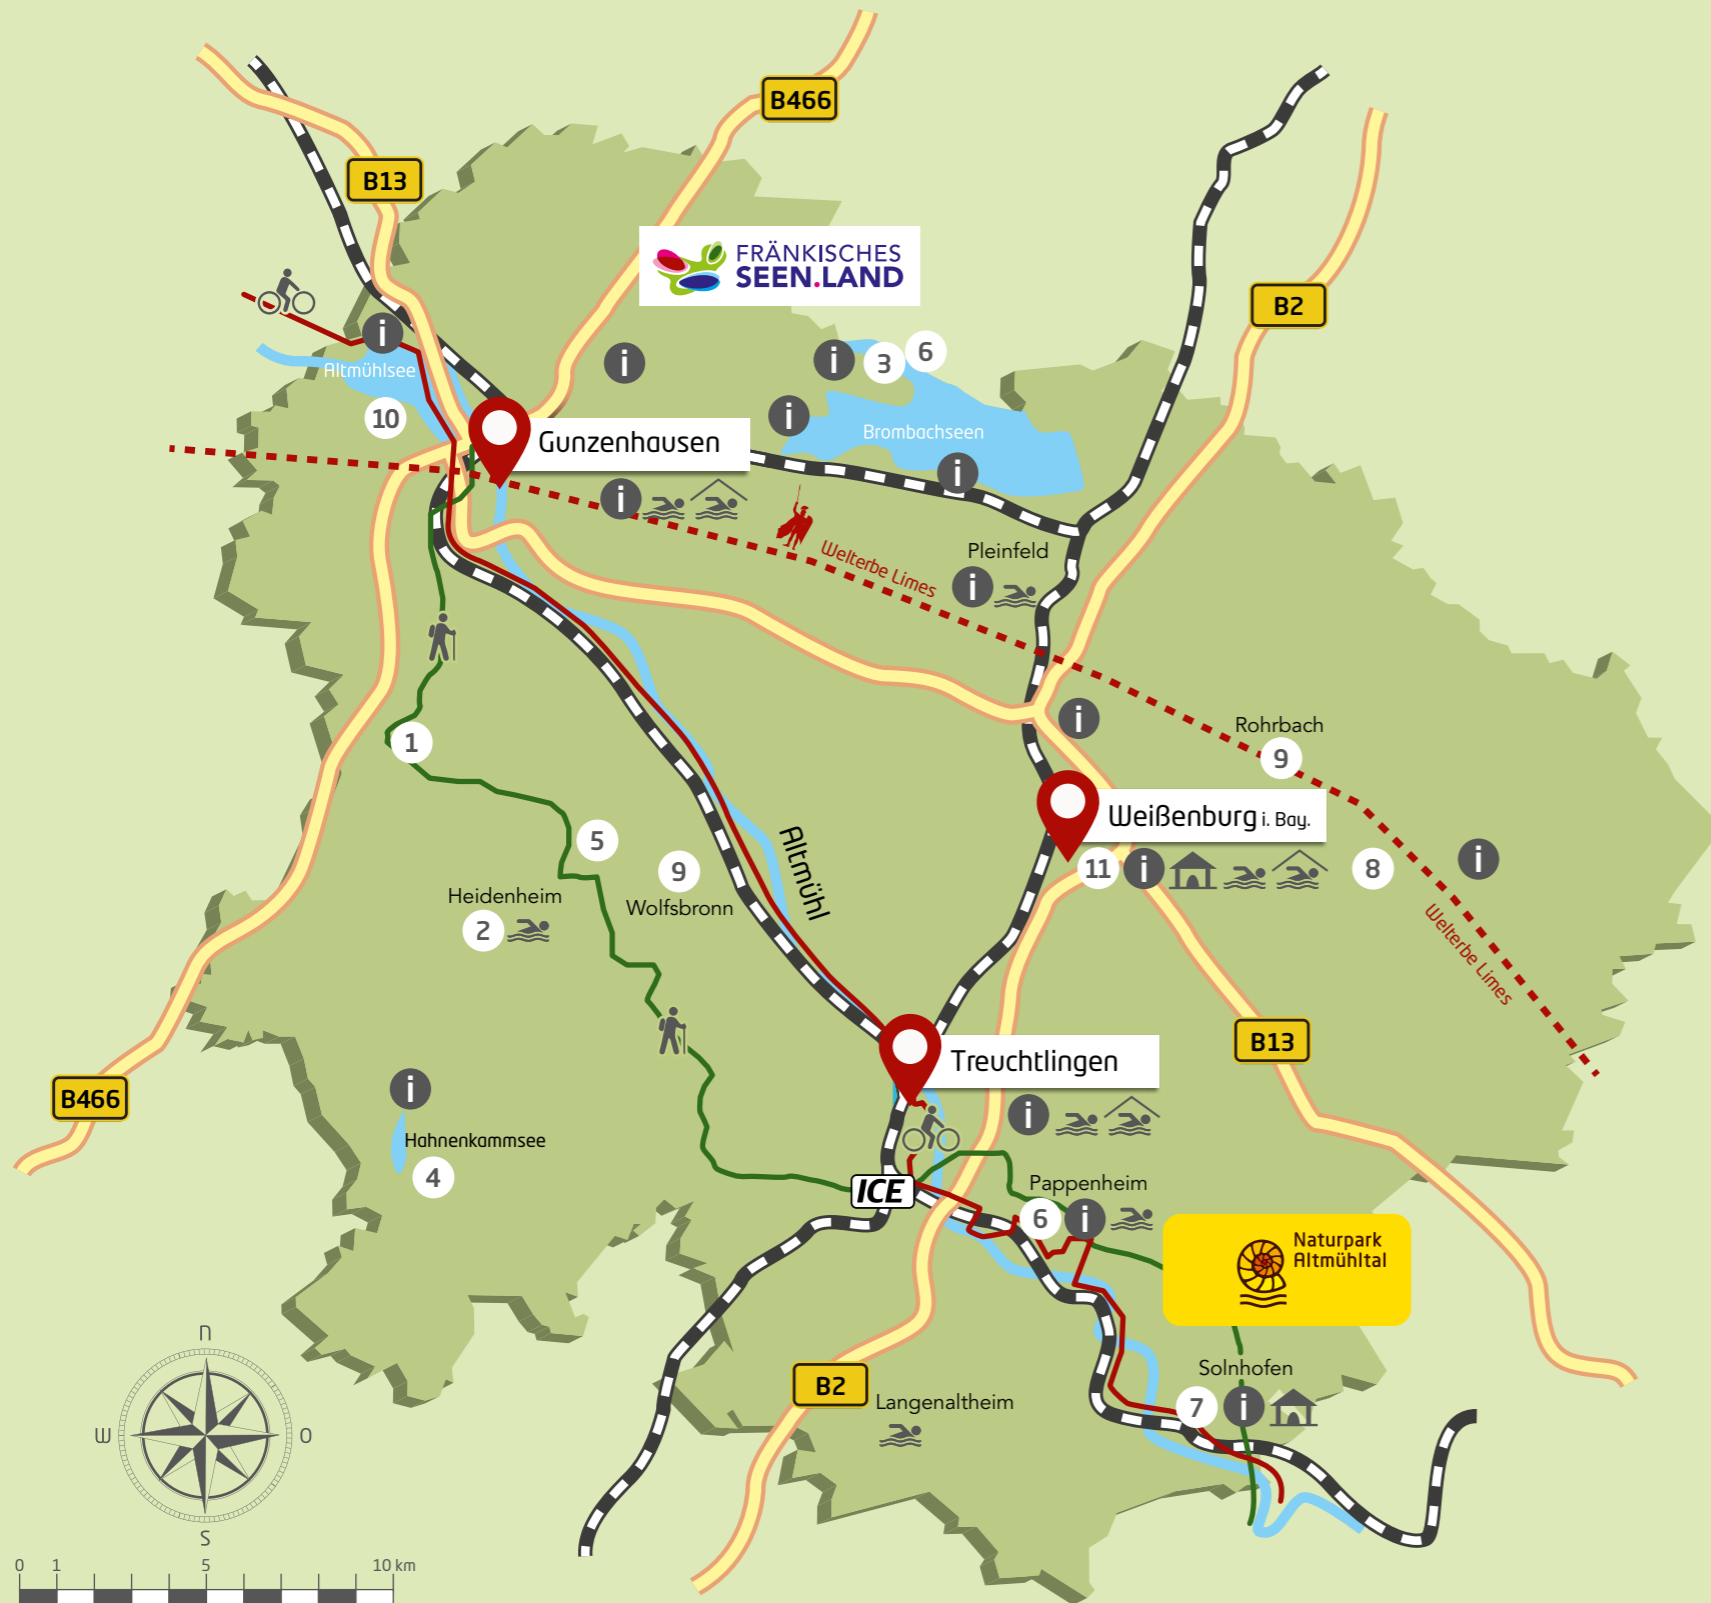 B466
B13
FRÄNKISCHES
SEEN.LAND
B2
i
Altmühlsee
i
i
3
6
10
i
Brombachseen
Gunzenhausen
i
i
Welterbe Limes
Pleinfeld
i
i
Rohrbach
9
1
Weißenburg i. Bay.
11
i
8
i
5
9
Wolfsbronn
Altmühl
Heidenheim
2
Welterbe Limes
Treuchtlingen
B13
B466
i
Hahnenkammsee
4
i
ICE
Pappenheim
6
i
Naturpark
Altmühltal
Solnhofen
7
i
B2
Langenaltheim
N
W
O
S
0
1
5
10 km